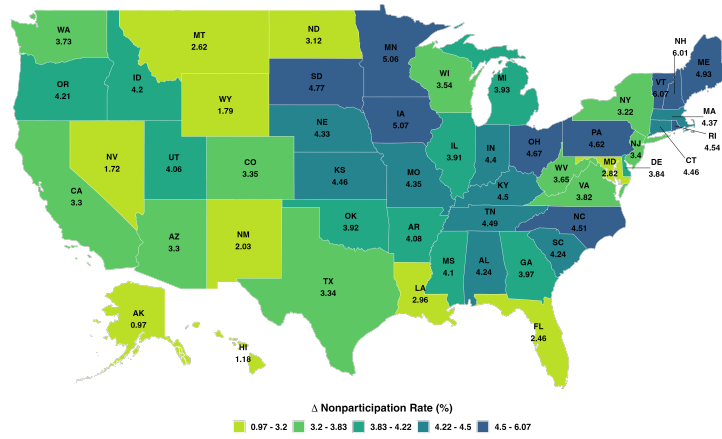 WA
3.73
MT
2.62
ND
3.12
MN
5.06
NH
6.01
ME
4.93
VT
6.07
OR
4.21
ID
4.2
SD
4.77
WI
3.54
MI
3.93
NY
3.22
MA
4.37
RI
4.54
CT
4.46
WY
1.79
NE
4.33
IA
5.07
IL
3.91
IN
4.4
OH
4.67
PA
4.62
NJ
3.4
DE
3.84
MD
2.82
WV
3.65
VA
3.82
NV
1.72
UT
4.06
CO
3.35
KS
4.46
MO
4.35
KY
4.5
CA
3.3
AZ
3.3
NM
2.03
OK
3.92
AR
4.08
TN
4.49
NC
4.51
SC
4.24
TX
3.34
LA
2.96
MS
4.1
AL
4.24
GA
3.97
FL
2.46
AK
0.97
HI
1.18
Δ Nonparticipation Rate (%)
0.97 - 3.2 3.2 - 3.83 3.83 - 4.22 4.22 - 4.5 4.5 - 6.07